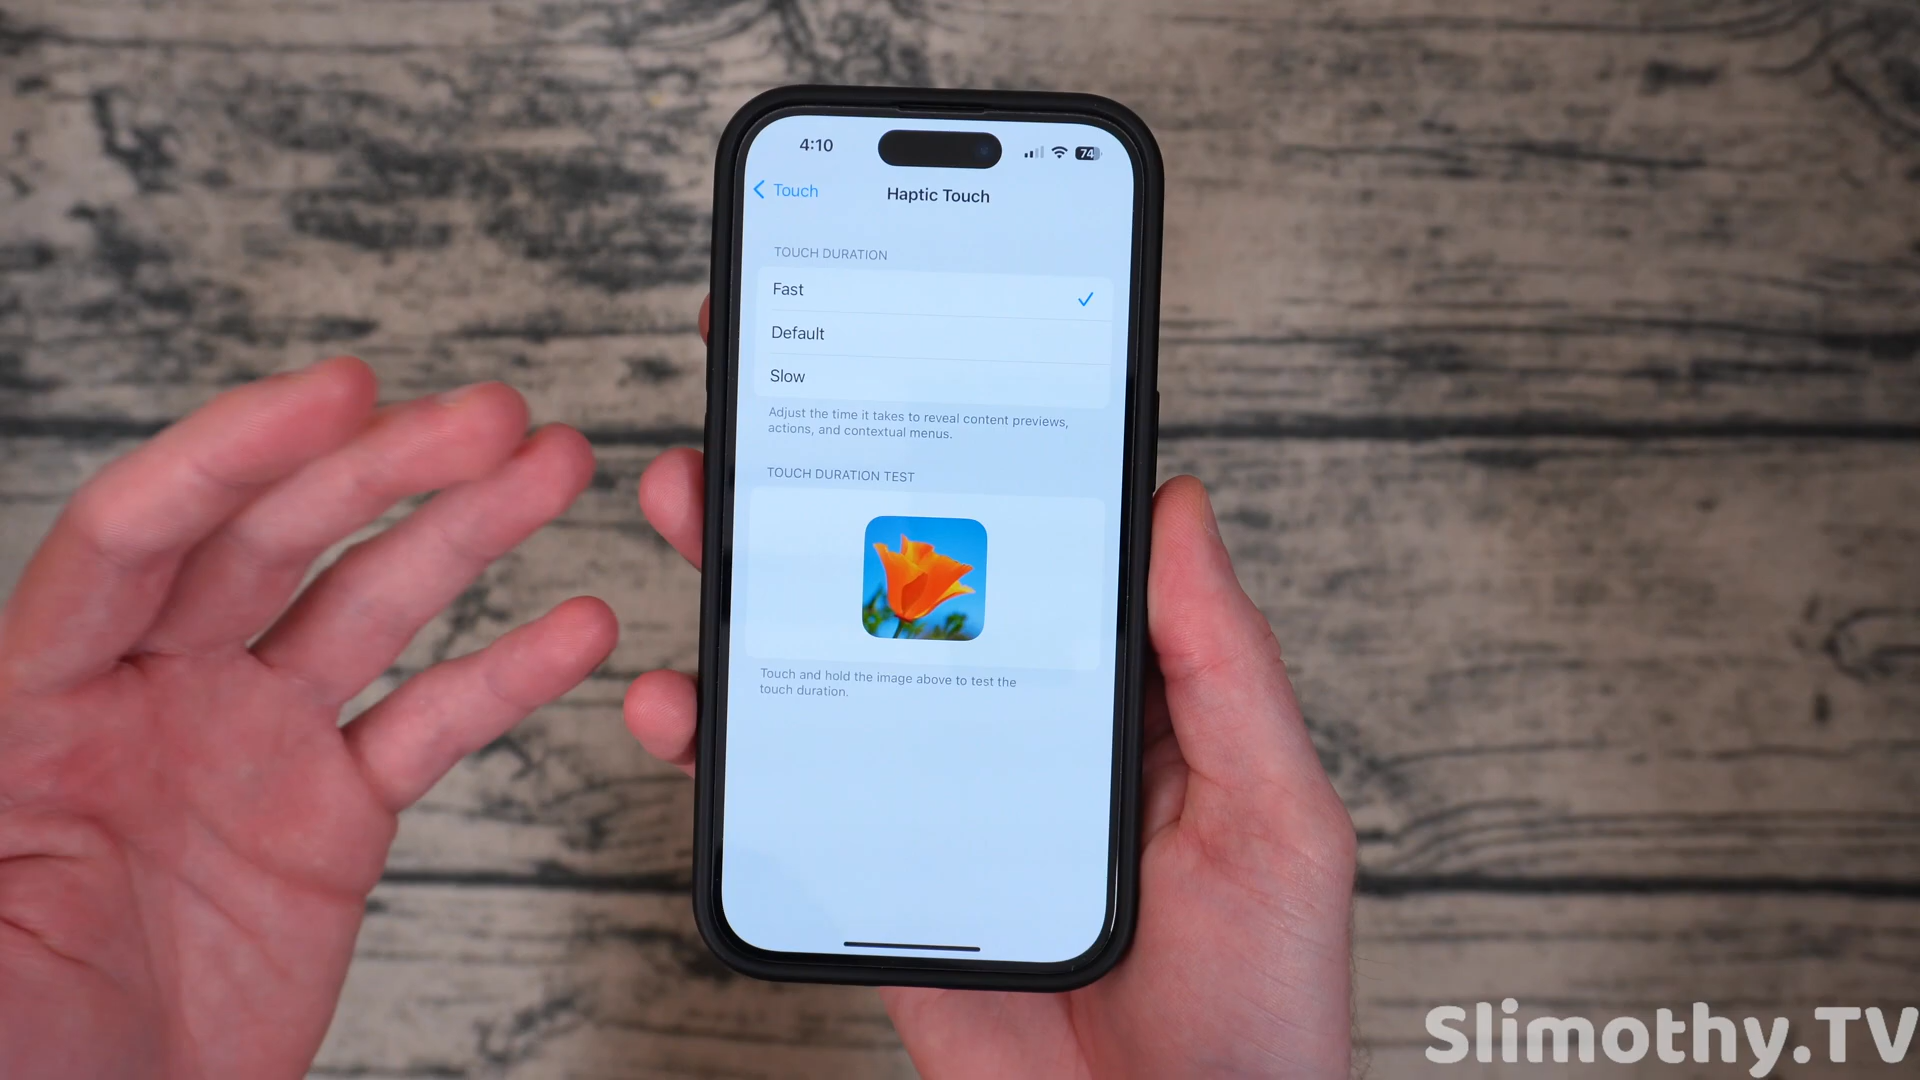 4:10
74
Touch
Haptic Touch
TOUCH DURATION
Fast
Default
Slow
Adjust the time it takes to reveal content previews,
actions, and contextual menus.
TOUCH DURATION TEST
Touch and hold the image above to test the
touch duration.
Slimothy.TV